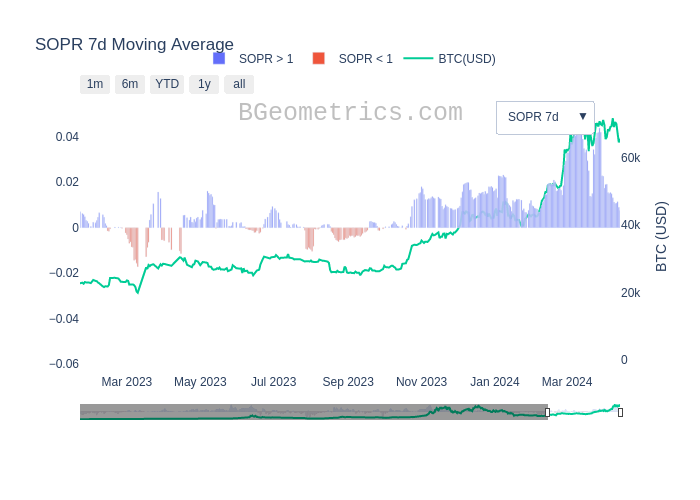 SOPR 7d Moving Average
SOPR > 1
SOPR < 1
BTC(USD)
1m
6m
YTD
1y
all
BGeometrics.com
SOPR 7d ▼
0.04
0.02
0
−0.02
−0.04
−0.06
60k
40k
20k
0
BTC (USD)
Mar 2023
May 2023
Jul 2023
Sep 2023
Nov 2023
Jan 2024
Mar 2024